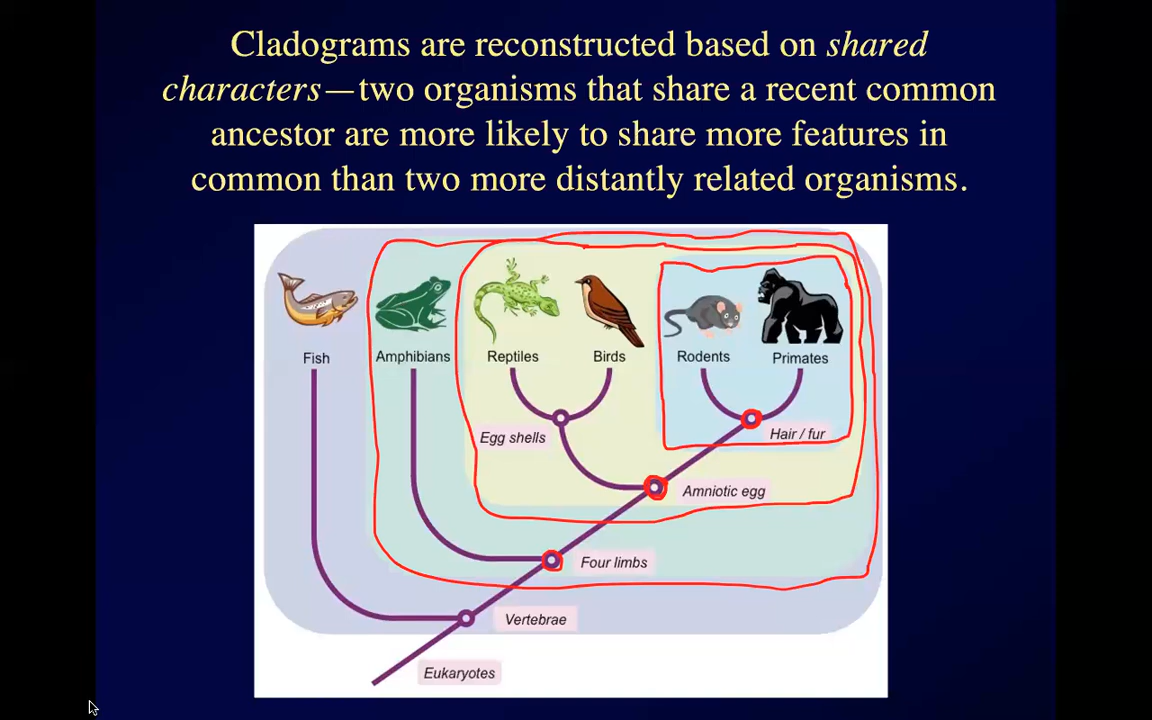 Cladograms are reconstructed based on shared
characters—two organisms that share a recent common
ancestor are more likely to share more features in
common than two more distantly related organisms.
Fish
Amphibians
Reptiles
Birds
Rodents
Primates
Egg shells
Hair / fur
Amniotic egg
Four limbs
Vertebrae
Eukaryotes